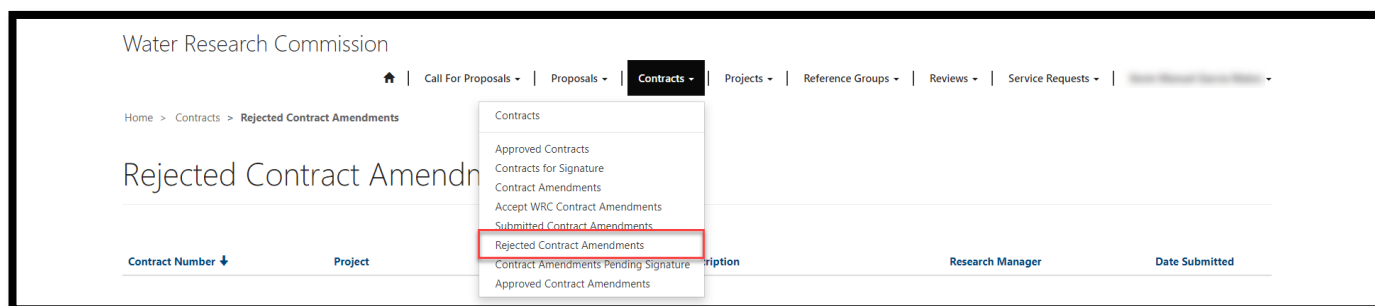 Water Research Commission
Call For Proposals Proposals Contracts Projects Reference Groups Reviews Service Requests
Home > Contracts > Rejected Contract Amendments
Contracts
Approved Contracts
Contracts for Signature
Contract Amendments
Accept WRC Contract Amendments
Submitted Contract Amendments
Rejected Contract Amendments
Contract Amendments Pending Signature
Approved Contract Amendments
Rejected Contract Amendm
Contract Number Project ription Research Manager Date Submitted